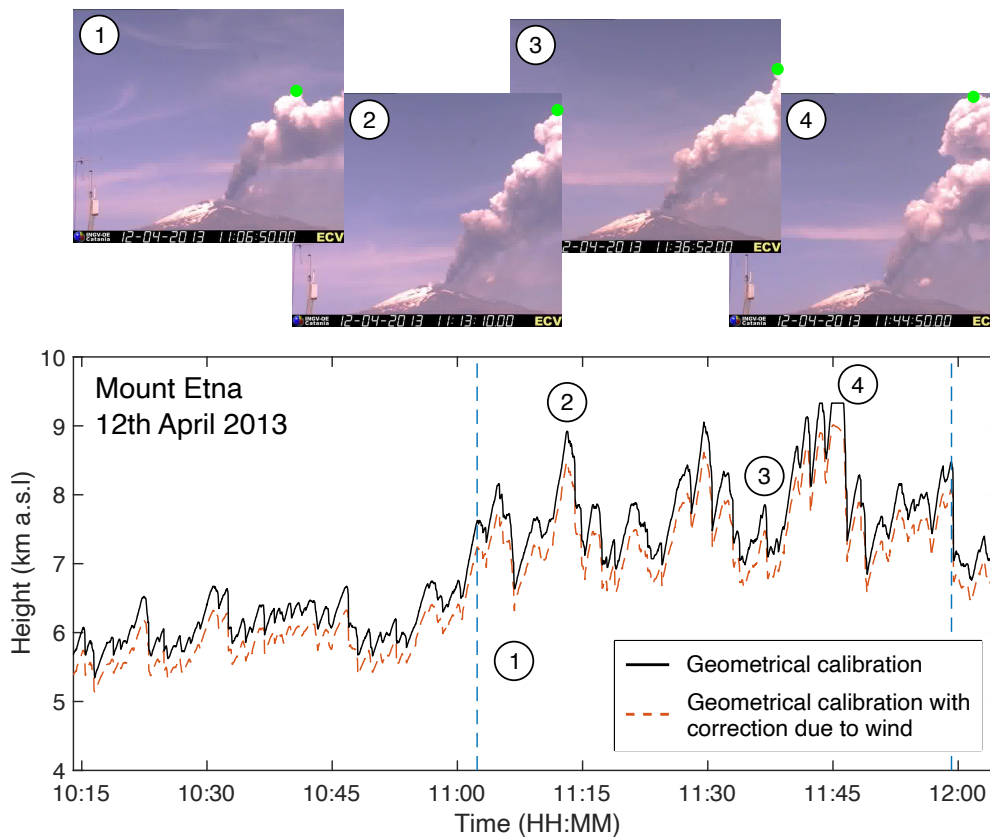 1
2
3
4
INGV-OE
Catania
12-04-2013 11:06:50.00 ECV
INGV-OE
Catania
12-04-2013 11:13:10.00 ECV
2-04-2013 11:36:52.00 ECV
INGV-OE
Catania
12-04-2013 11:44:50.00 EC
Mount Etna
12th April 2013
1
2
3
4
Geometrical calibration
Geometrical calibration with
correction due to wind
Height (km a.s.l)
10
9
8
7
6
5
4
10:15
10:30
10:45
11:00
11:15
11:30
11:45
12:00
Time (HH:MM)